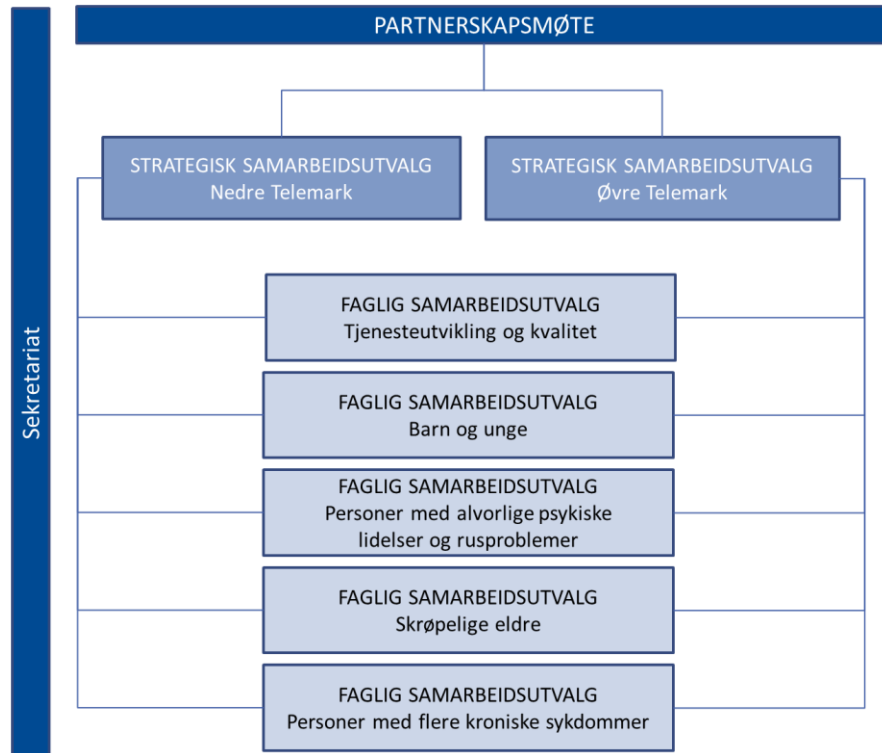 PARTNERSKAPSMØTE
Sekretariat
STRATEGISK SAMARBEIDSUTVALG
Nedre Telemark
STRATEGISK SAMARBEIDSUTVALG
Øvre Telemark
FAGLIG SAMARBEIDSUTVALG
Tjenesteutvikling og kvalitet
FAGLIG SAMARBEIDSUTVALG
Barn og unge
FAGLIG SAMARBEIDSUTVALG
Personer med alvorlige psykiske
lidelser og rusproblemer
FAGLIG SAMARBEIDSUTVALG
Skrøpelige eldre
FAGLIG SAMARBEIDSUTVALG
Personer med flere kroniske sykdommer